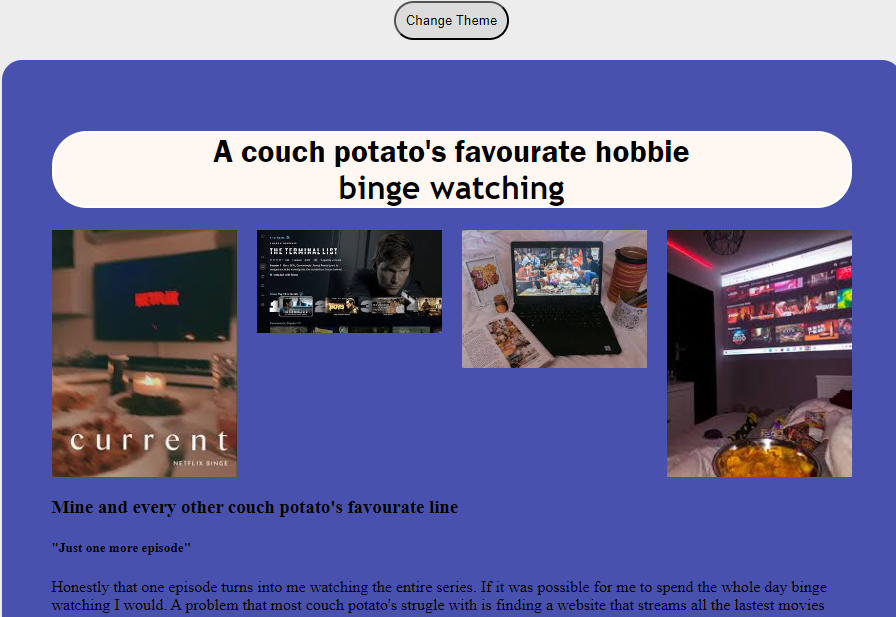 Change Theme
A couch potato's favourate hobbie
binge watching
current
NETFLIX BINGE
THE TERMINAL LIST
Mine and every other couch potato's favourate line
"Just one more episode"
Honestly that one episode turns into me watching the entire series. If it was possible for me to spend the whole day binge
watching I would. A problem that most couch potato's strugle with is finding a website that streams all the lastest movies